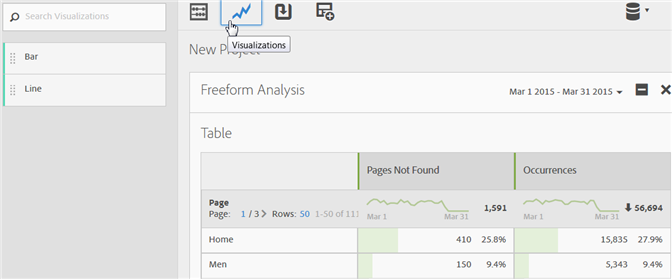 Search Visualizations
Visualizations
Bar
Line
New Project
Freeform Analysis
Mar 1 2015 - Mar 31 2015
Table
Pages Not Found Occurrences
Page
Page: 1 / 3 > Rows: 50 1-50 of 111
Mar 1 Mar 31 1,591 Mar 1 Mar 31 56,694
Home 410 25.8% 15,835 27.9%
Men 150 9.4% 5,343 9.4%